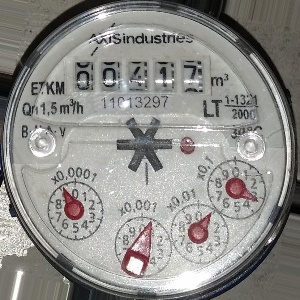 AXISindustries
00417 m³
ETKM
Qn 1,5 m³/h
11013297
LT 1-1321
2000
x0,0001
x0,001
x0,01
x0,1